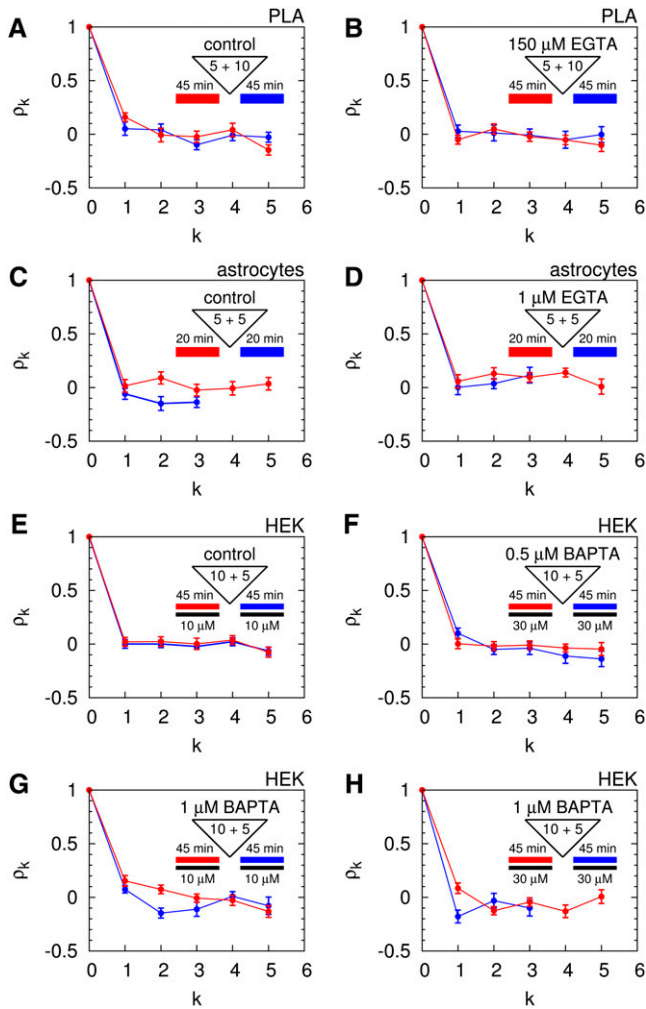 A
PLA
control
5 + 10
45 min 45 min
ρk
1
0.5
0
-0.5
0 1 2 3 4 5 6
k
B
PLA
150 μM EGTA
5 + 10
45 min 45 min
ρk
1
0.5
0
-0.5
0 1 2 3 4 5 6
k
C
astrocytes
control
5 + 5
20 min 20 min
ρk
1
0.5
0
-0.5
0 1 2 3 4 5 6
k
D
astrocytes
1 μM EGTA
5 + 5
20 min 20 min
ρk
1
0.5
0
-0.5
0 1 2 3 4 5 6
k
E
HEK
control
10 + 5
45 min 45 min
10 μM 10 μM
ρk
1
0.5
0
-0.5
0 1 2 3 4 5 6
k
F
HEK
0.5 μM BAPTA
10 + 5
45 min 45 min
30 μM 30 μM
ρk
1
0.5
0
-0.5
0 1 2 3 4 5 6
k
G
HEK
1 μM BAPTA
10 + 5
45 min 45 min
10 μM 10 μM
ρk
1
0.5
0
-0.5
0 1 2 3 4 5 6
k
H
HEK
1 μM BAPTA
10 + 5
45 min 45 min
30 μM 30 μM
ρk
1
0.5
0
-0.5
0 1 2 3 4 5 6
k